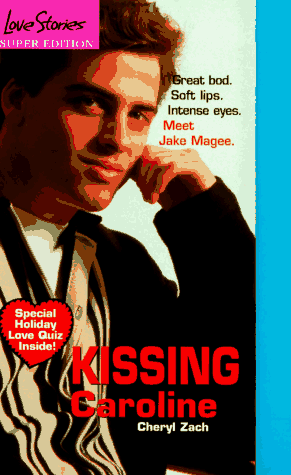 Love Stories
SUPER EDITION
Great bod.
Soft lips.
Intense eyes.
Meet
Jake Magee.
Special
Holiday
Love Quiz
Inside!
KISSING
Caroline
Cheryl Zach